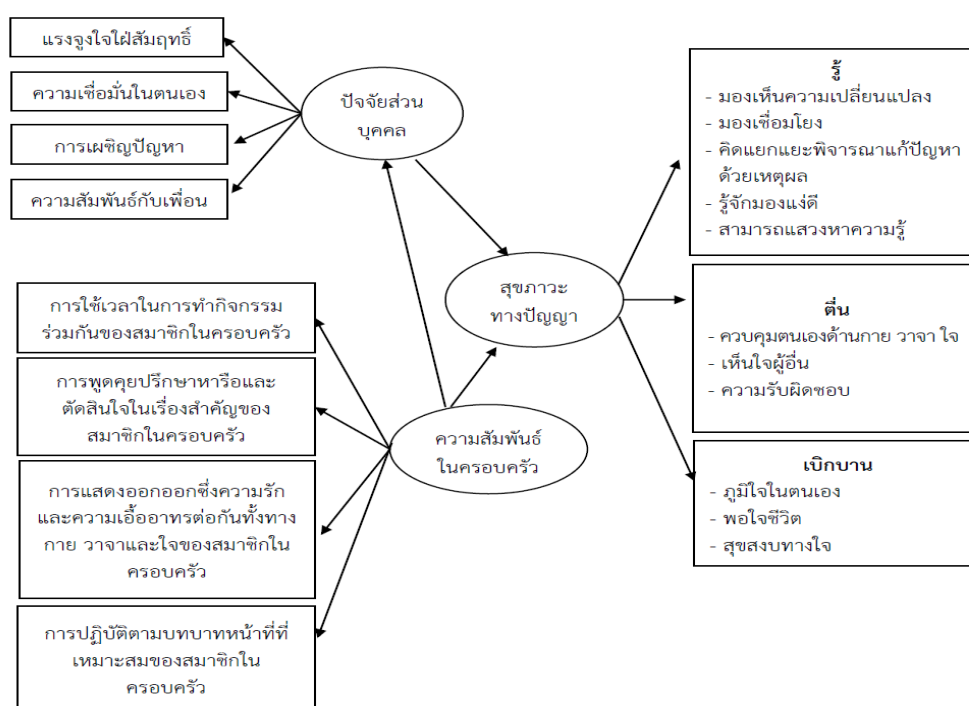 แรงจูงใจใฝ่สัมฤทธิ์
ความเชื่อมั่นในตนเอง
การเผชิญปัญหา
ความสัมพันธ์กับเพื่อน
ปัจจัยส่วน
บุคคล
รู้
- มองเห็นความเปลี่ยนแปลง
- มองเชื่อมโยง
- คิดแยกแยะพิจารณาแก้ปัญหา
ด้วยเหตุผล
- รู้จักมองแง่ดี
- สามารถแสวงหาความรู้
สุขภาวะ
ทางปัญญา
ตื่น
- ควบคุมตนเองด้านกาย วาจา ใจ
- เห็นใจผู้อื่น
- ความรับผิดชอบ
การใช้เวลาในการทำกิจกรรม
ร่วมกันของสมาชิกในครอบครัว
การพูดคุยปรึกษาหารือและ
ตัดสินใจในเรื่องสำคัญของ
สมาชิกในครอบครัว
การแสดงออกออกซึ่งความรัก
และความเอื้ออาทรต่อกันทั้งทาง
กาย วาจาและใจของสมาชิกใน
ครอบครัว
การปฏิบัติตามบทบาทหน้าที่ที่
เหมาะสมของสมาชิกใน
ครอบครัว
ความสัมพันธ์
ในครอบครัว
เบิกบาน
- ภูมิใจในตนเอง
- พอใจชีวิต
- สุขสงบทางใจ